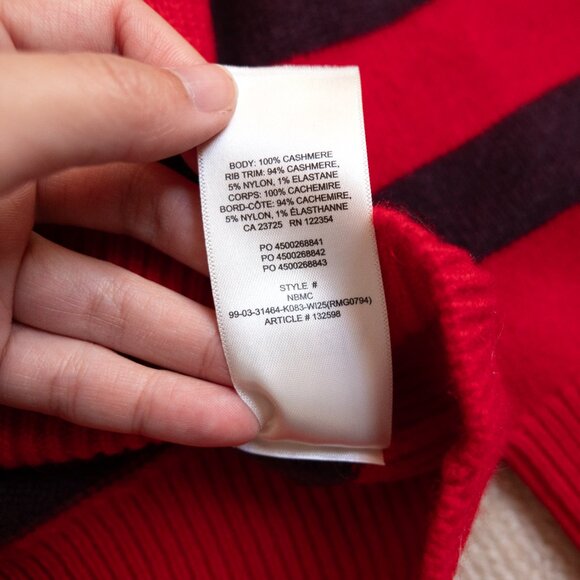 BODY: 100% CASHMERE
RIB TRIM: 94% CASHMERE,
5% NYLON, 1% ELASTANE
CORPS: 100% CACHEMIRE
BORD-CÔTE: 94% CACHEMIRE,
5% NYLON, 1% ÉLASTHANNE
CA 23725 RN 122354
PO 4500268841
PO 4500268842
PO 4500268843
STYLE #
NBMC
99-03-31464-K083-WI25(RMG0794)
ARTICLE # 132598